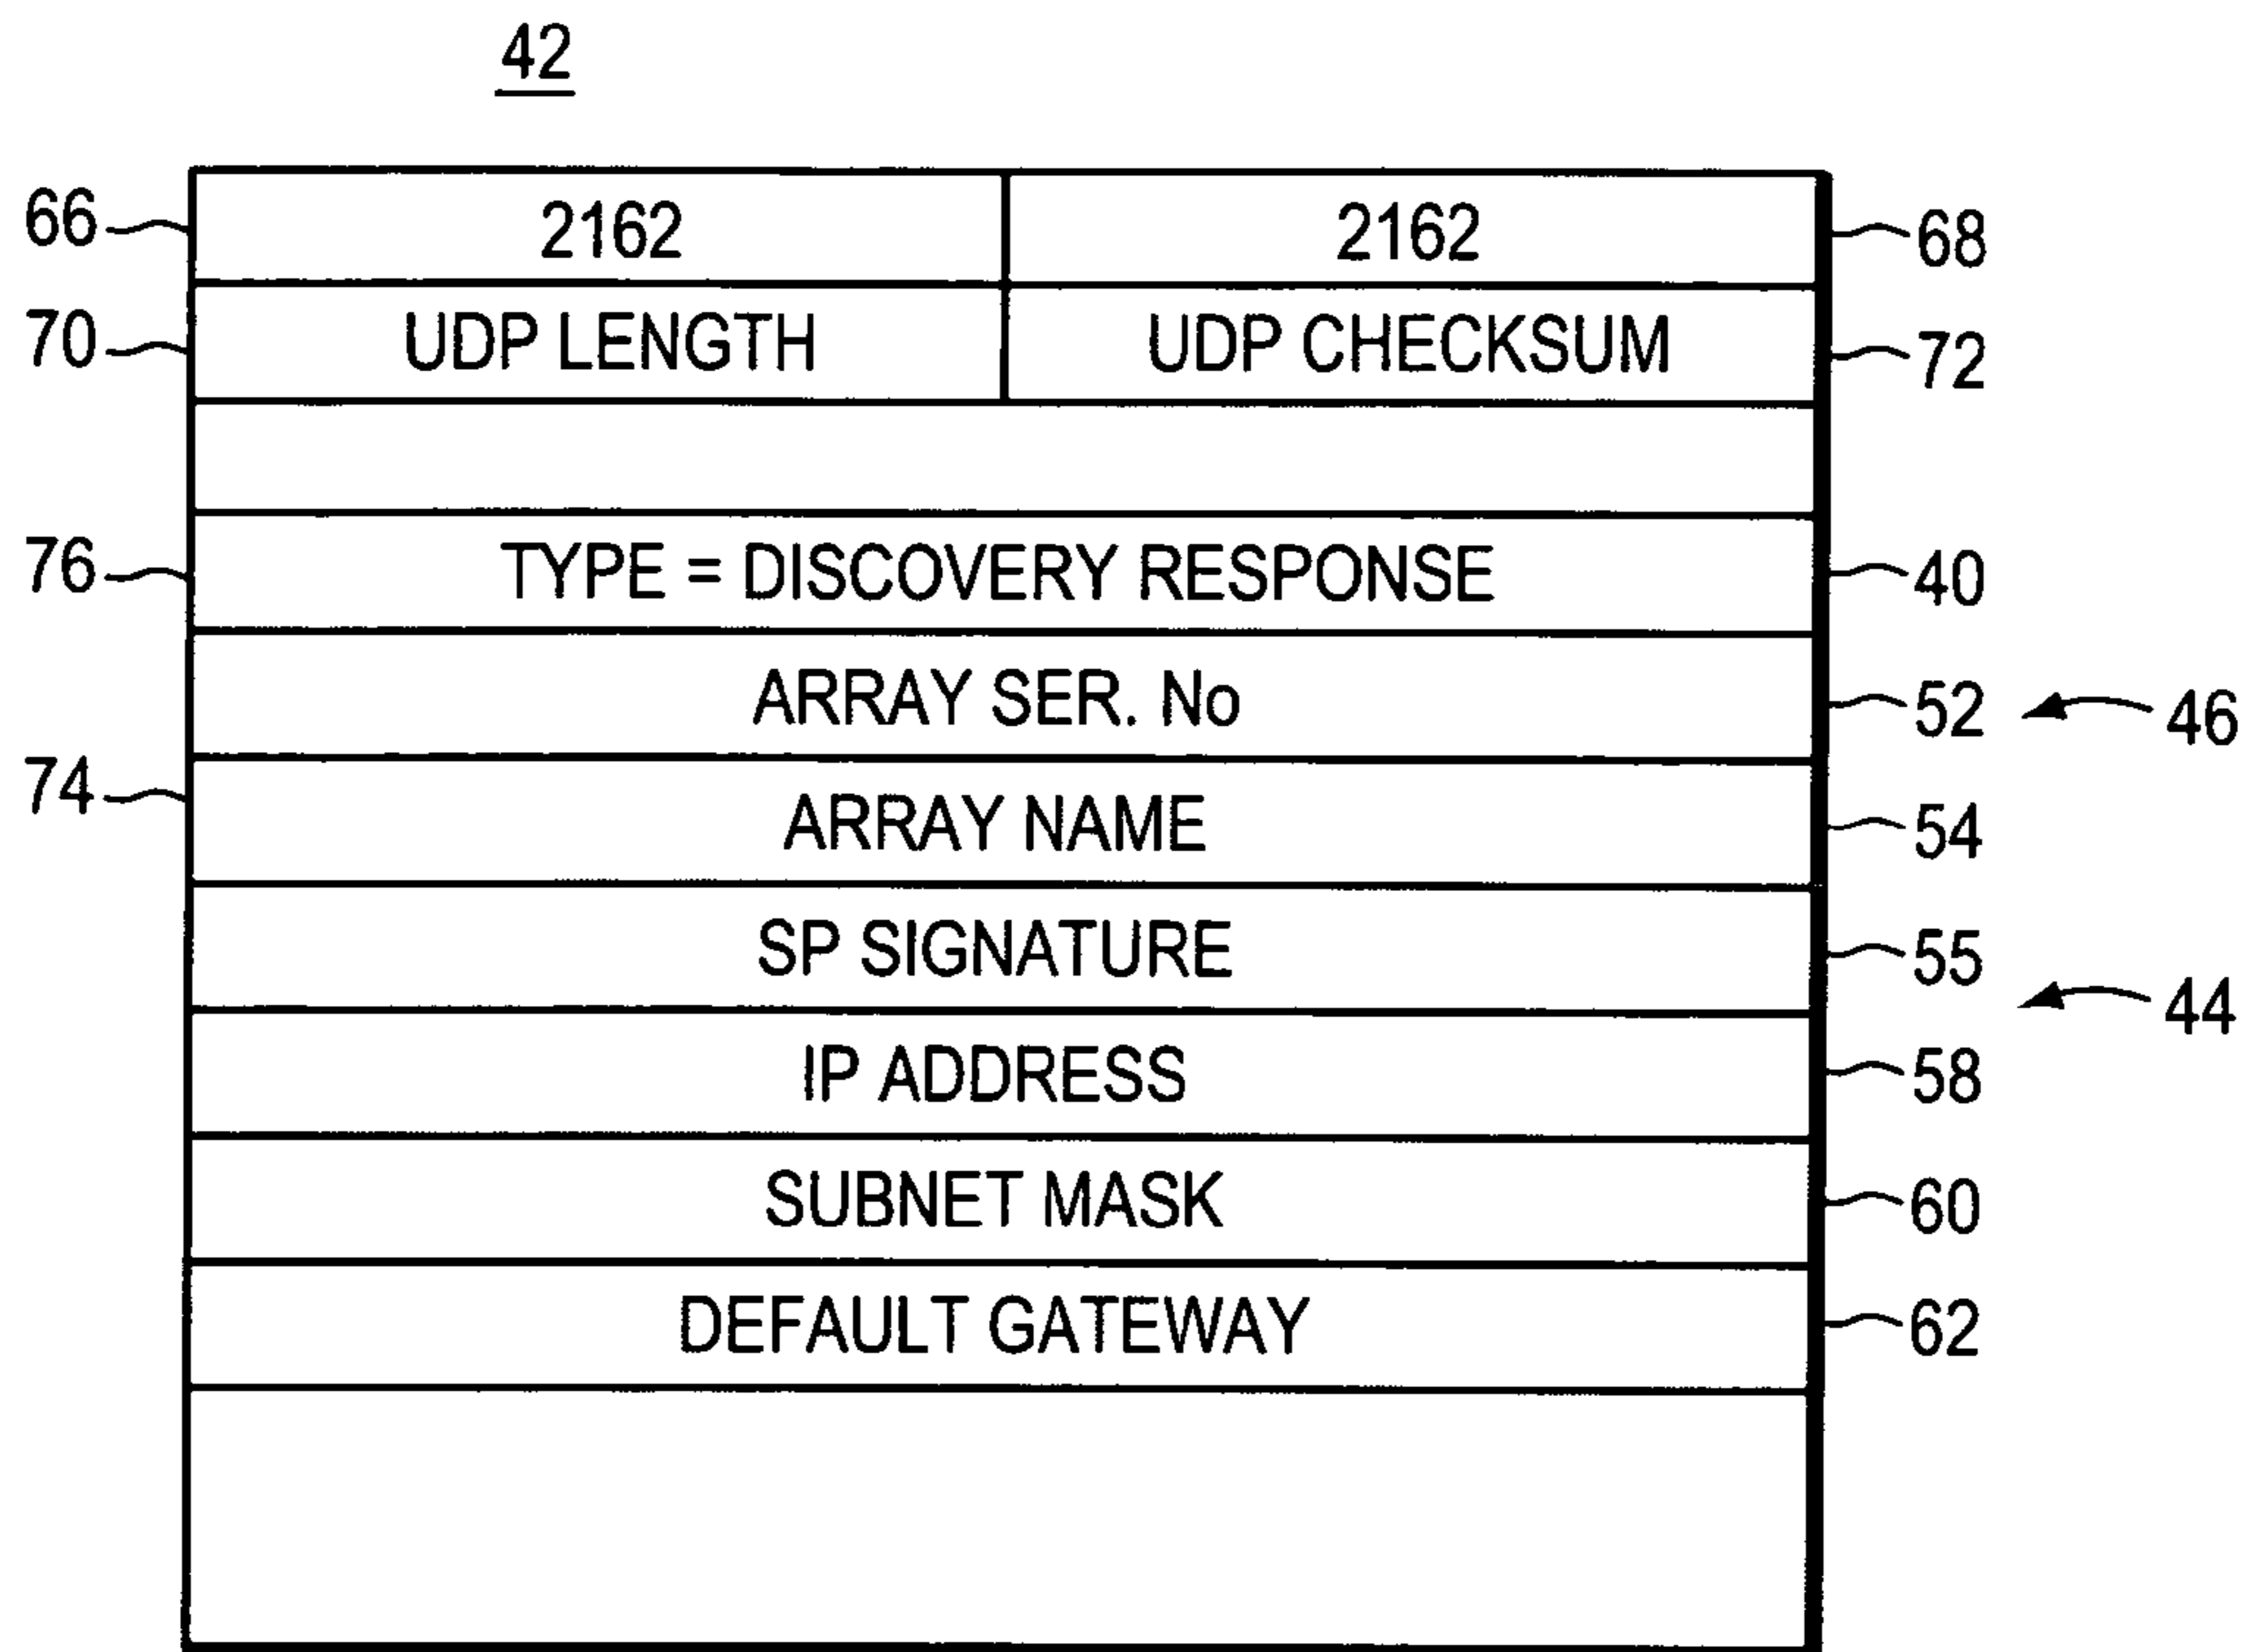 42
66 2162 2162 68
70 UDP LENGTH UDP CHECKSUM 72
76 TYPE = DISCOVERY RESPONSE 40
ARRAY SER. No 52 46
74 ARRAY NAME 54
SP SIGNATURE 55
44
IP ADDRESS 58
SUBNET MASK 60
DEFAULT GATEWAY 62